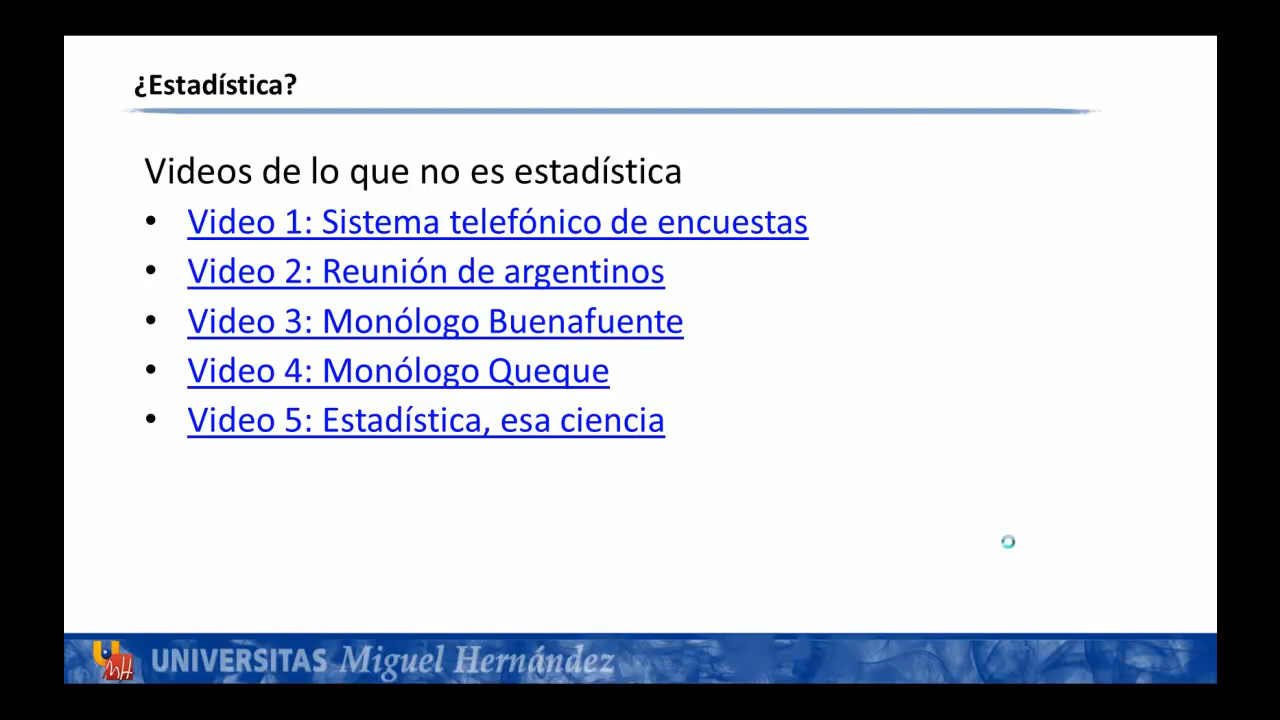 ¿Estadística?
Videos de lo que no es estadística
• Video 1: Sistema telefónico de encuestas
• Video 2: Reunión de argentinos
• Video 3: Monólogo Buenafuente
• Video 4: Monólogo Queque
• Video 5: Estadística, esa ciencia
UNIVERSITAS Miguel Hernández